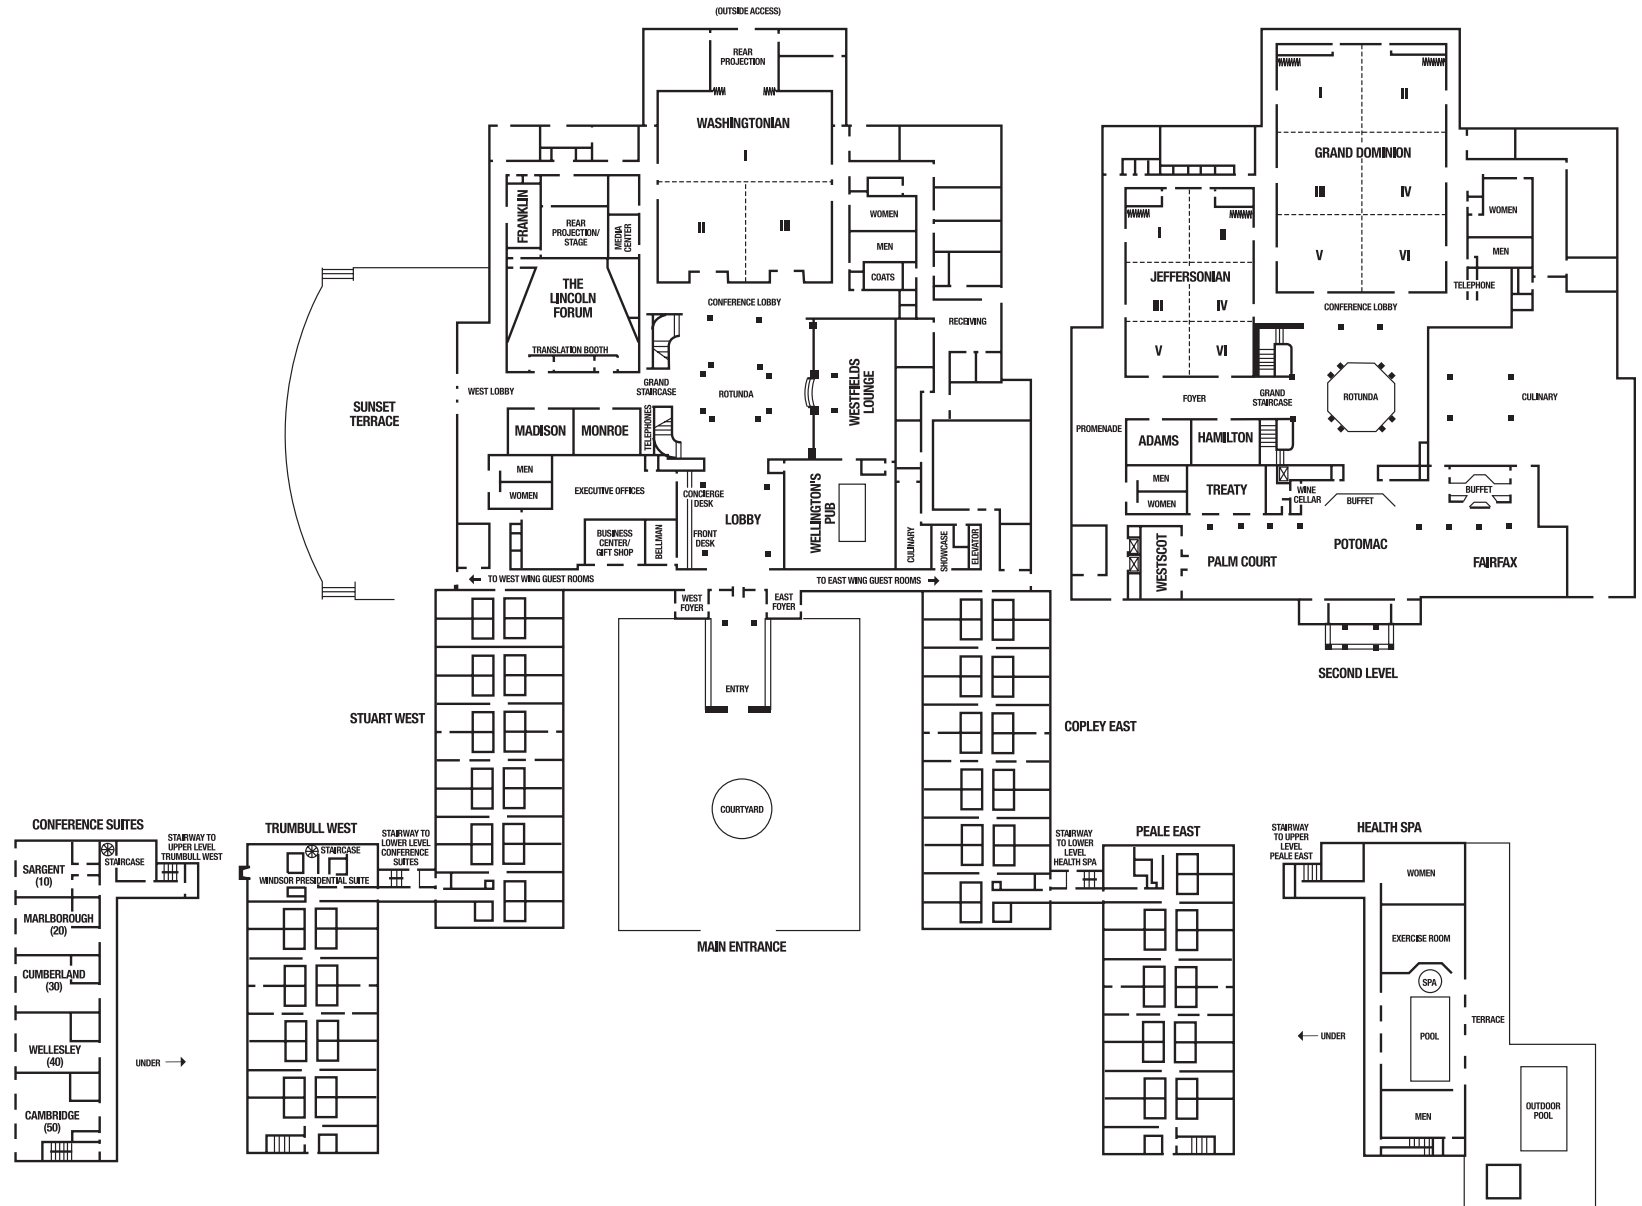 (OUTSIDE ACCESS)
REAR
PROJECTION
WASHINGTONIAN
I
II
III
FRANKLIN
REAR
PROJECTION/
STAGE
MEDIA
CENTER
WOMEN
MEN
COATS
THE
LINCOLN
FORUM
TRANSLATION BOOTH
CONFERENCE LOBBY
RECEIVING
WEST LOBBY
GRAND
STAIRCASE
ROTUNDA
WESTFIELDS
LOUNGE
SUNSET
TERRACE
MADISON
MONROE
TELEPHONES
MEN
WOMEN
EXECUTIVE OFFICES
CONCIERGE
DESK
LOBBY
WELLINGTON'S
PUB
BUSINESS
CENTER/
GIFT SHOP
BELLMAN
FRONT
DESK
CULINARY
SHOWCASE
ELEVATOR
TO WEST WING GUEST ROOMS
TO EAST WING GUEST ROOMS
WEST
FOYER
EAST
FOYER
ENTRY
STUART WEST
COPLEY EAST
COURTYARD
MAIN ENTRANCE
I
II
GRAND DOMINION
III
IV
V
VI
WOMEN
MEN
TELEPHONE
I
II
JEFFERSONIAN
III
IV
V
VI
CONFERENCE LOBBY
FOYER
GRAND
STAIRCASE
ROTUNDA
CULINARY
PROMENADE
ADAMS
HAMILTON
MEN
WOMEN
TREATY
WINE
CELLAR
BUFFET
BUFFET
WESTSCOT
PALM COURT
POTOMAC
FAIRFAX
SECOND LEVEL
CONFERENCE SUITES
STAIRWAY TO
UPPER LEVEL
TRUMBULL WEST
STAIRCASE
SARGENT
(10)
MARLBOROUGH
(20)
CUMBERLAND
(30)
WELLESLEY
(40)
CAMBRIDGE
(50)
UNDER
TRUMBULL WEST
STAIRCASE
WINDSOR PRESIDENTIAL SUITE
STAIRWAY TO
LOWER LEVEL
CONFERENCE
SUITES
STAIRWAY
TO LOWER
LEVEL
HEALTH SPA
PEALE EAST
STAIRWAY
TO UPPER
LEVEL
PEALE EAST
HEALTH SPA
WOMEN
EXERCISE ROOM
SPA
TERRACE
UNDER
POOL
MEN
OUTDOOR
POOL